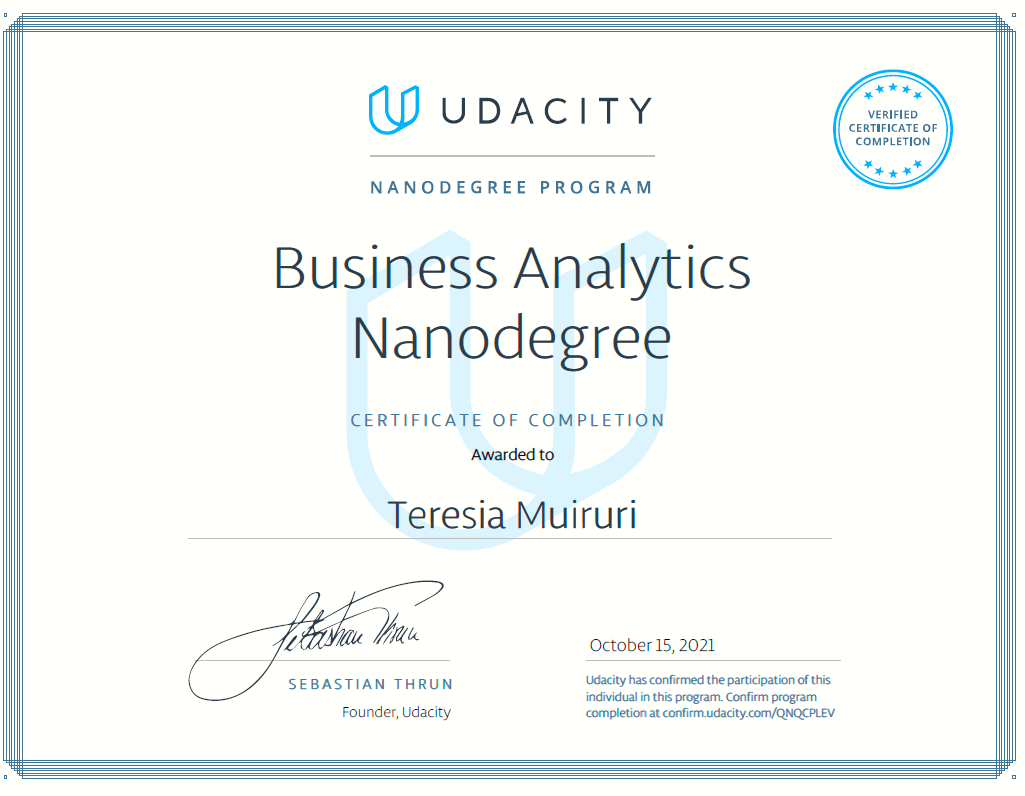 UDACITY
VERIFIED
CERTIFICATE OF
COMPLETION
NANODEGREE PROGRAM
Business Analytics
Nanodegree
CERTIFICATE OF COMPLETION
Awarded to
Teresia Muiruri
Sebastian Thrun
SEBASTIAN THRUN
Founder, Udacity
October 15, 2021
Udacity has confirmed the participation of this
individual in this program. Confirm program
completion at confirm.udacity.com/QNQCPLEV